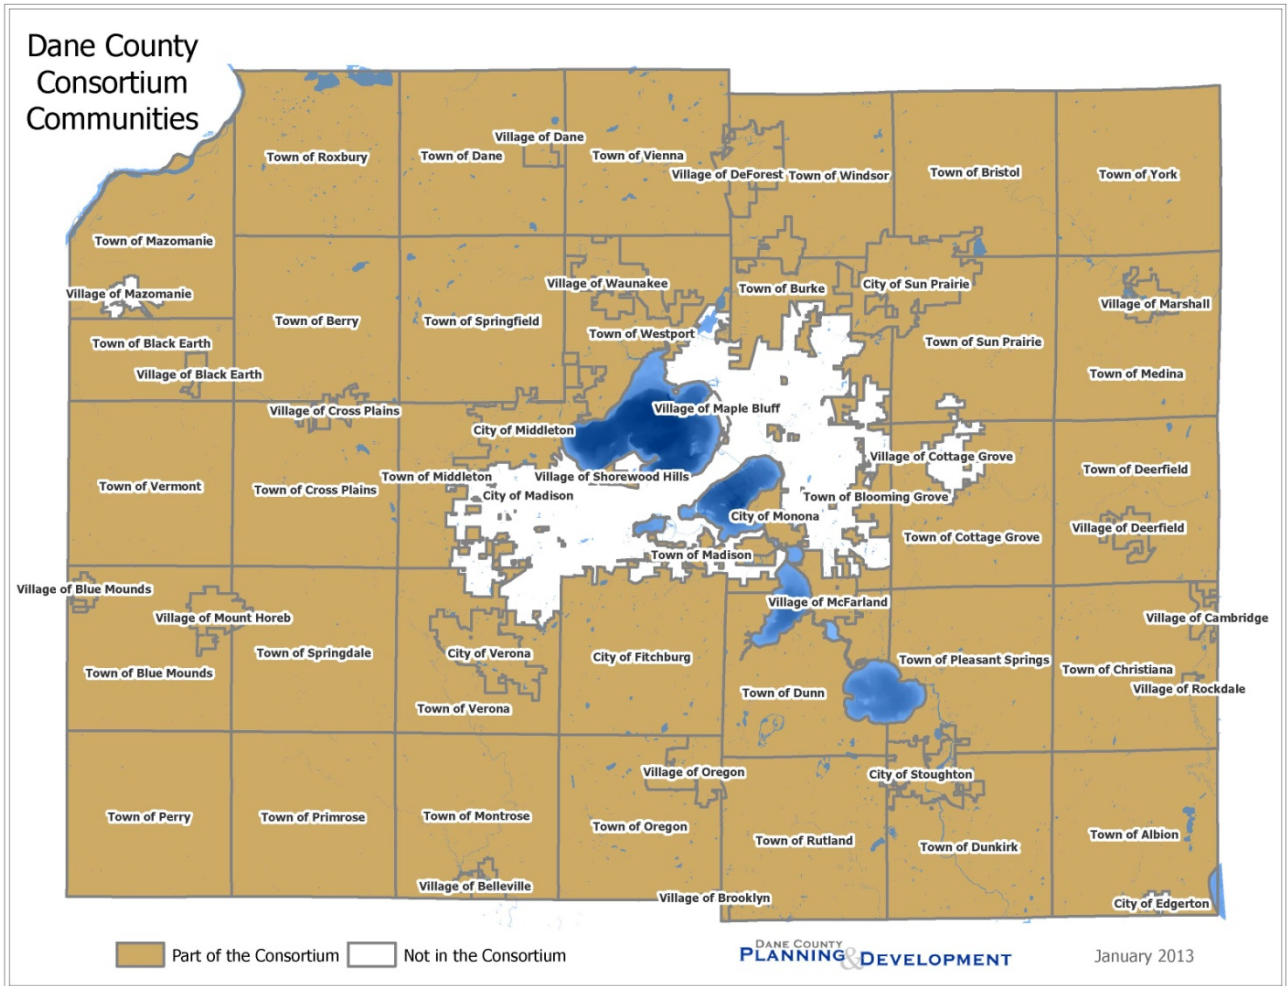 Dane County
Consortium
Communities
Village of Dane
Town of Roxbury
Town of Dane
Town of Vienna
Village of DeForest
Town of Windsor
Town of Bristol
Town of York
Town of Mazomanie
Village of Mazomanie
Village of Waunakee
Town of Burke
City of Sun Prairie
Village of Marshall
Town of Berry
Town of Springfield
Town of Westport
Town of Black Earth
Town of Sun Prairie
Village of Black Earth
Town of Medina
Village of Cross Plains
Village of Maple Bluff
City of Middleton
Village of Cottage Grove
Town of Middleton
Village of Shorewood Hills
Town of Deerfield
Town of Vermont
Town of Cross Plains
City of Madison
Town of Blooming Grove
City of Monona
Village of Deerfield
Town of Cottage Grove
Town of Madison
Village of Blue Mounds
Village of McFarland
Village of Mount Horeb
Village of Cambridge
Town of Springdale
City of Verona
City of Fitchburg
Town of Pleasant Springs
Town of Blue Mounds
Town of Christiana
Town of Dunn
Village of Rockdale
Town of Verona
Village of Oregon
City of Stoughton
Town of Perry
Town of Primrose
Town of Montrose
Town of Oregon
Town of Rutland
Town of Dunkirk
Town of Albion
Village of Belleville
Village of Brooklyn
City of Edgerton
Part of the Consortium
Not in the Consortium
DANE COUNTY
PLANNING & DEVELOPMENT
January 2013